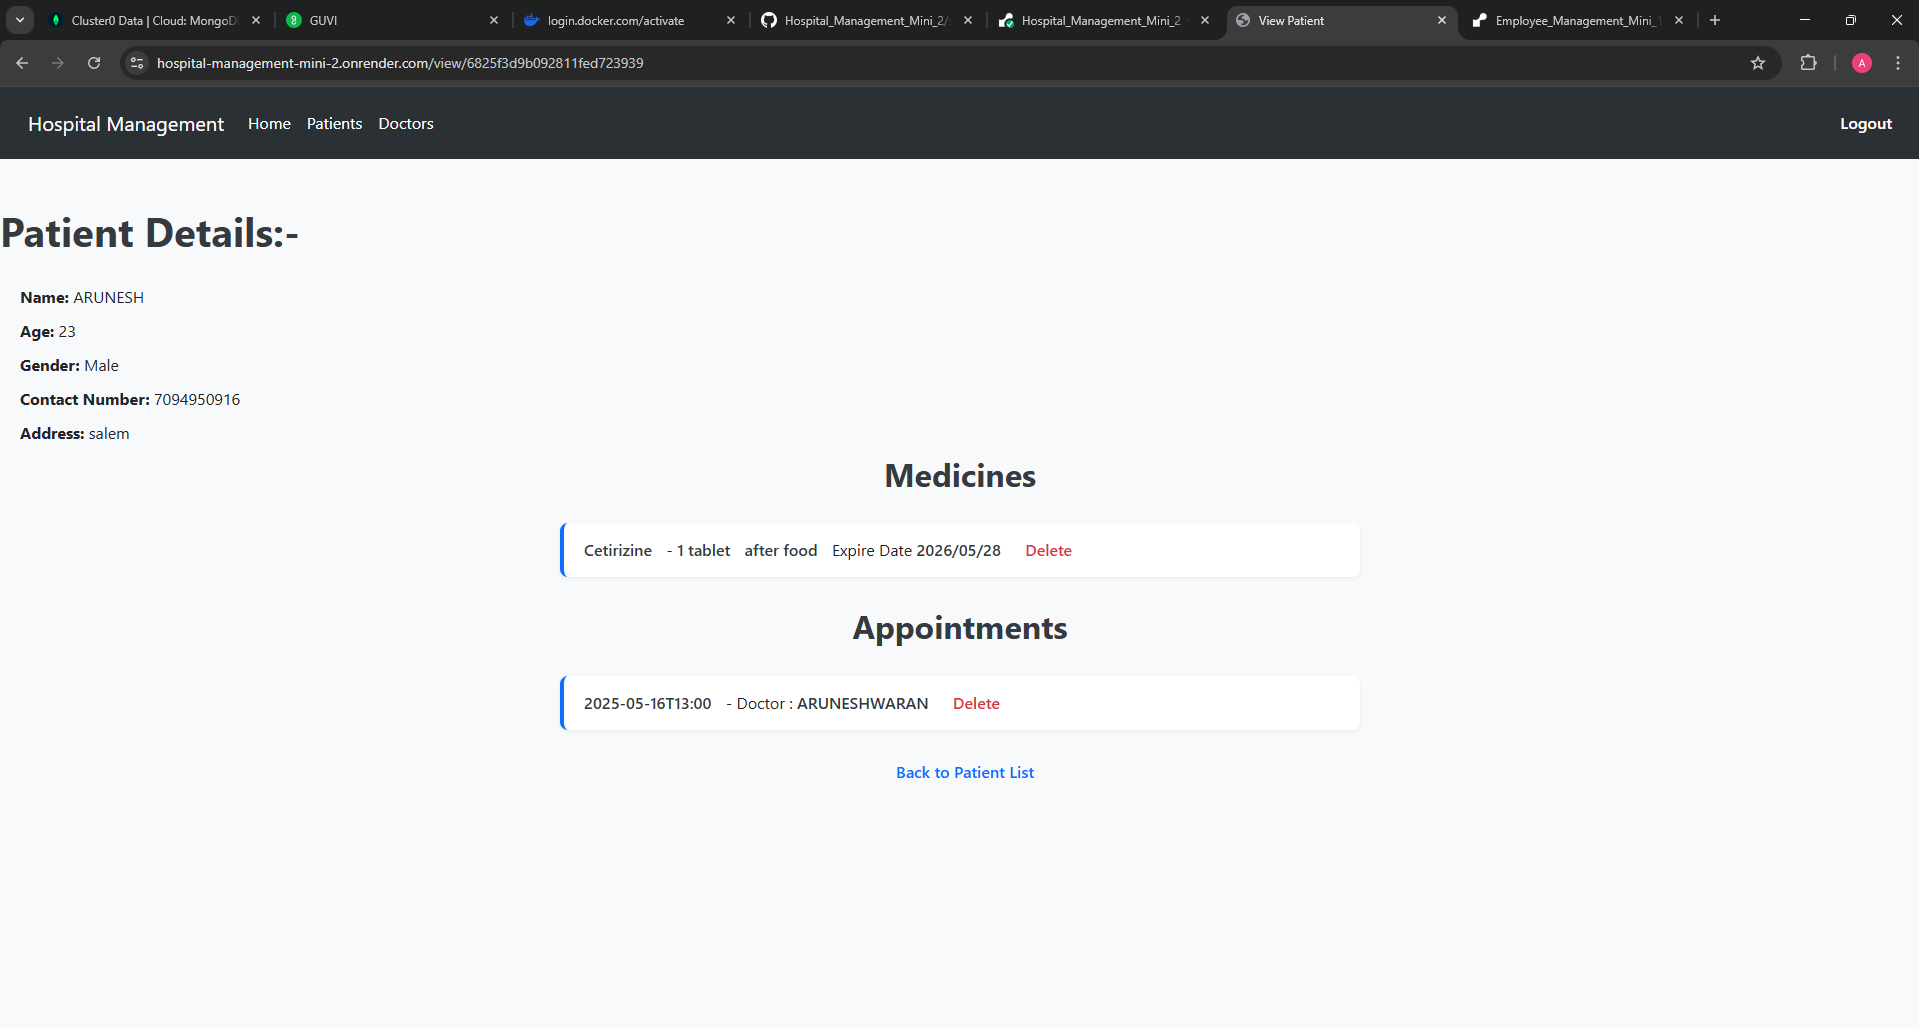 Cluster0 Data | Cloud: MongoD
GUVI
login.docker.com/activate
Hospital_Management_Mini_2/
Hospital_Management_Mini_2
View Patient
Employee_Management_Mini_1
hospital-management-mini-2.onrender.com/view/6825f3d9b092811fed723939
A
Hospital Management Home Patients Doctors Logout
Patient Details:-
Name: ARUNESH
Age: 23
Gender: Male
Contact Number: 7094950916
Address: salem
Medicines
Cetirizine - 1 tablet after food Expire Date 2026/05/28 Delete
Appointments
2025-05-16T13:00 - Doctor : ARUNESHWARAN Delete
Back to Patient List